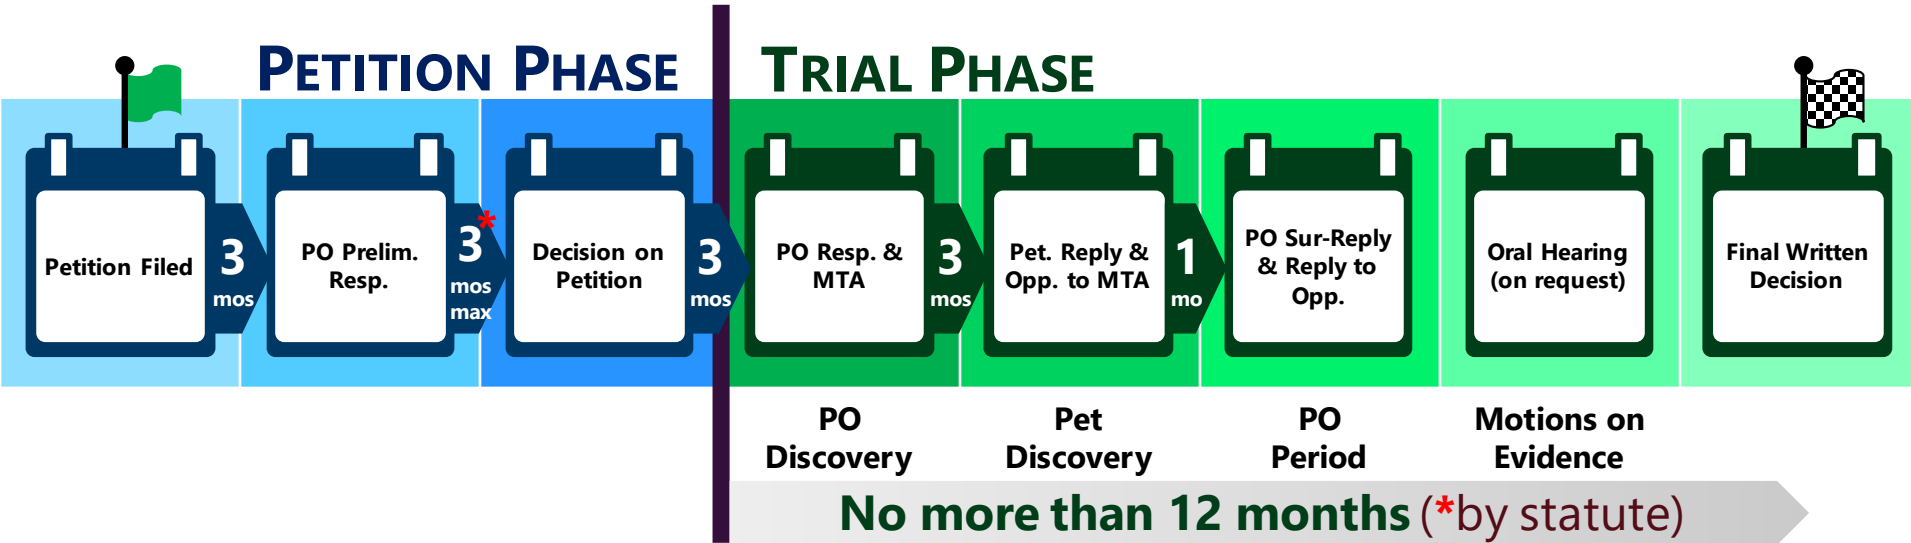 PETITION PHASE
TRIAL PHASE
Petition Filed
3
mos
PO Prelim.
Resp.
3*
mos
max
Decision on
Petition
3
mos
PO Resp. &
MTA
3
mos
Pet. Reply &
Opp. to MTA
1
mo
PO Sur-Reply
& Reply to
Opp.
Oral Hearing
(on request)
Final Written
Decision
PO
Discovery
Pet
Discovery
PO
Period
Motions on
Evidence
No more than 12 months (*by statute)